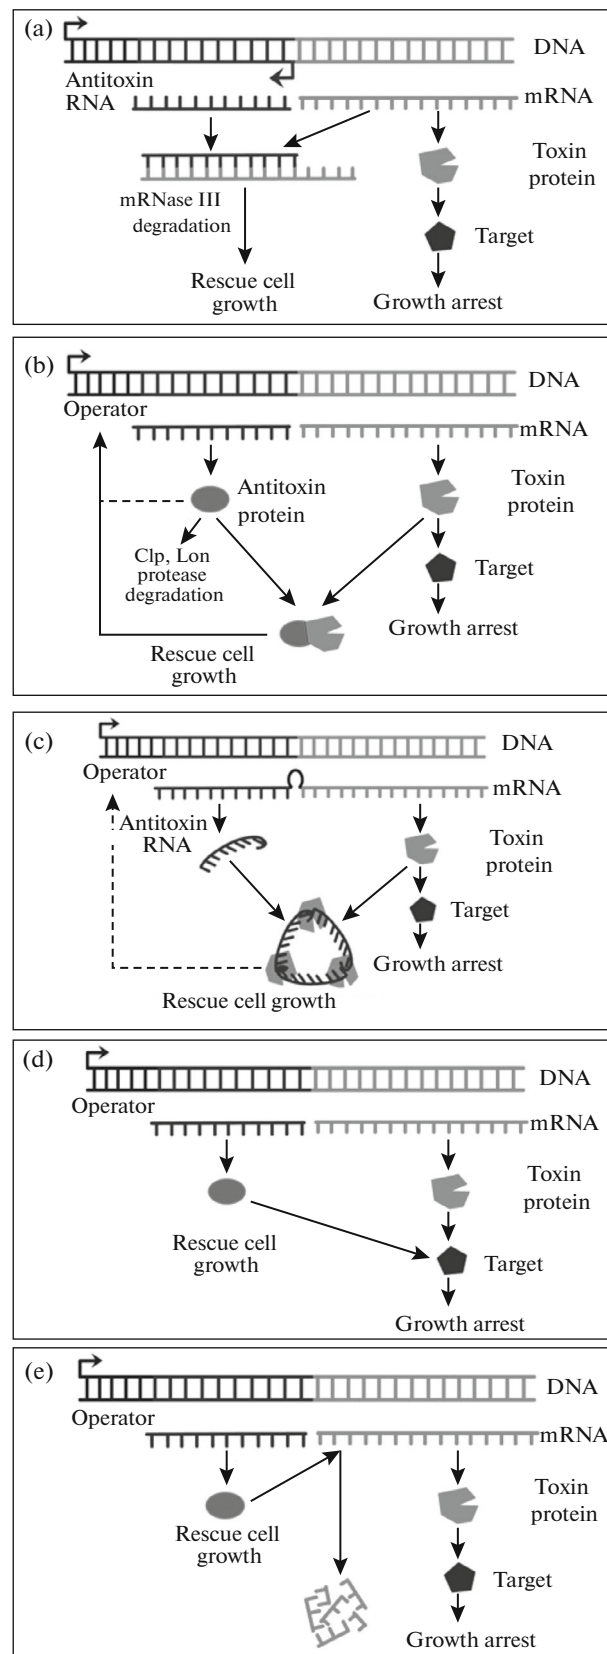 (a)
DNA
Antitoxin
RNA
mRNA
Toxin
protein
mRNase III
degradation
Target
Rescue cell
growth
Growth arrest
(b)
DNA
Operator
mRNA
Antitoxin
protein
Toxin
protein
Clp, Lon
protease
degradation
Target
Growth arrest
Rescue cell
growth
(c)
DNA
Operator
mRNA
Antitoxin
RNA
Toxin
protein
Target
Growth arrest
Rescue cell growth
(d)
DNA
Operator
mRNA
Toxin
protein
Rescue cell
growth
Target
Growth arrest
(e)
DNA
Operator
mRNA
Toxin
protein
Rescue cell
growth
Target
Growth arrest